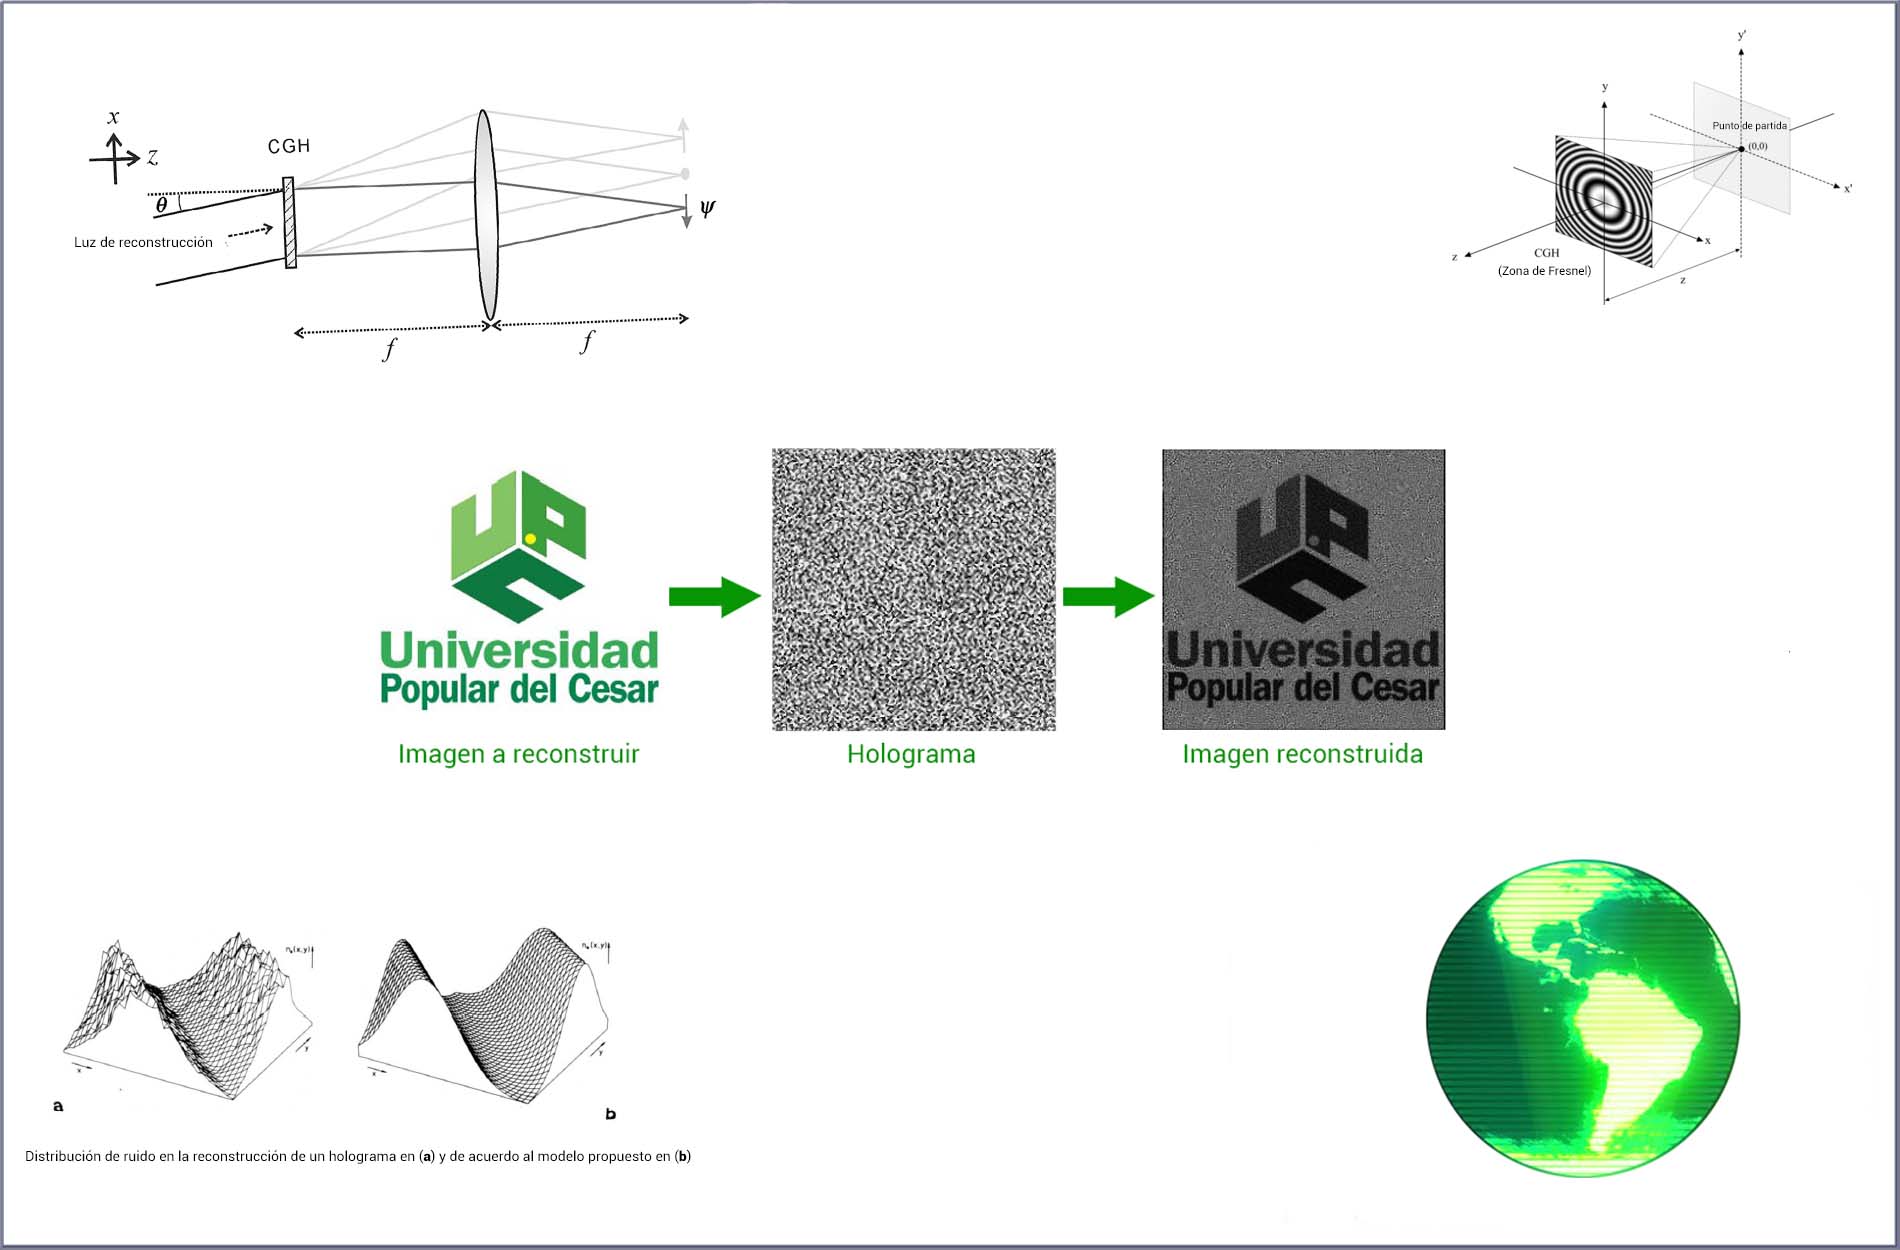 x
z
CGH
θ
Luz de reconstrucción
ψ
f
f
y'
y
Punto de partida
(0,0)
x'
x
z
CGH
(Zona de Fresnel)
z
UPC
Universidad
Popular del Cesar
Imagen a reconstruir
Holograma
UPC
Universidad
Popular del Cesar
Imagen reconstruida
x
y
a
x
y
b
Distribución de ruido en la reconstrucción de un holograma en (a) y de acuerdo al modelo propuesto en (b)